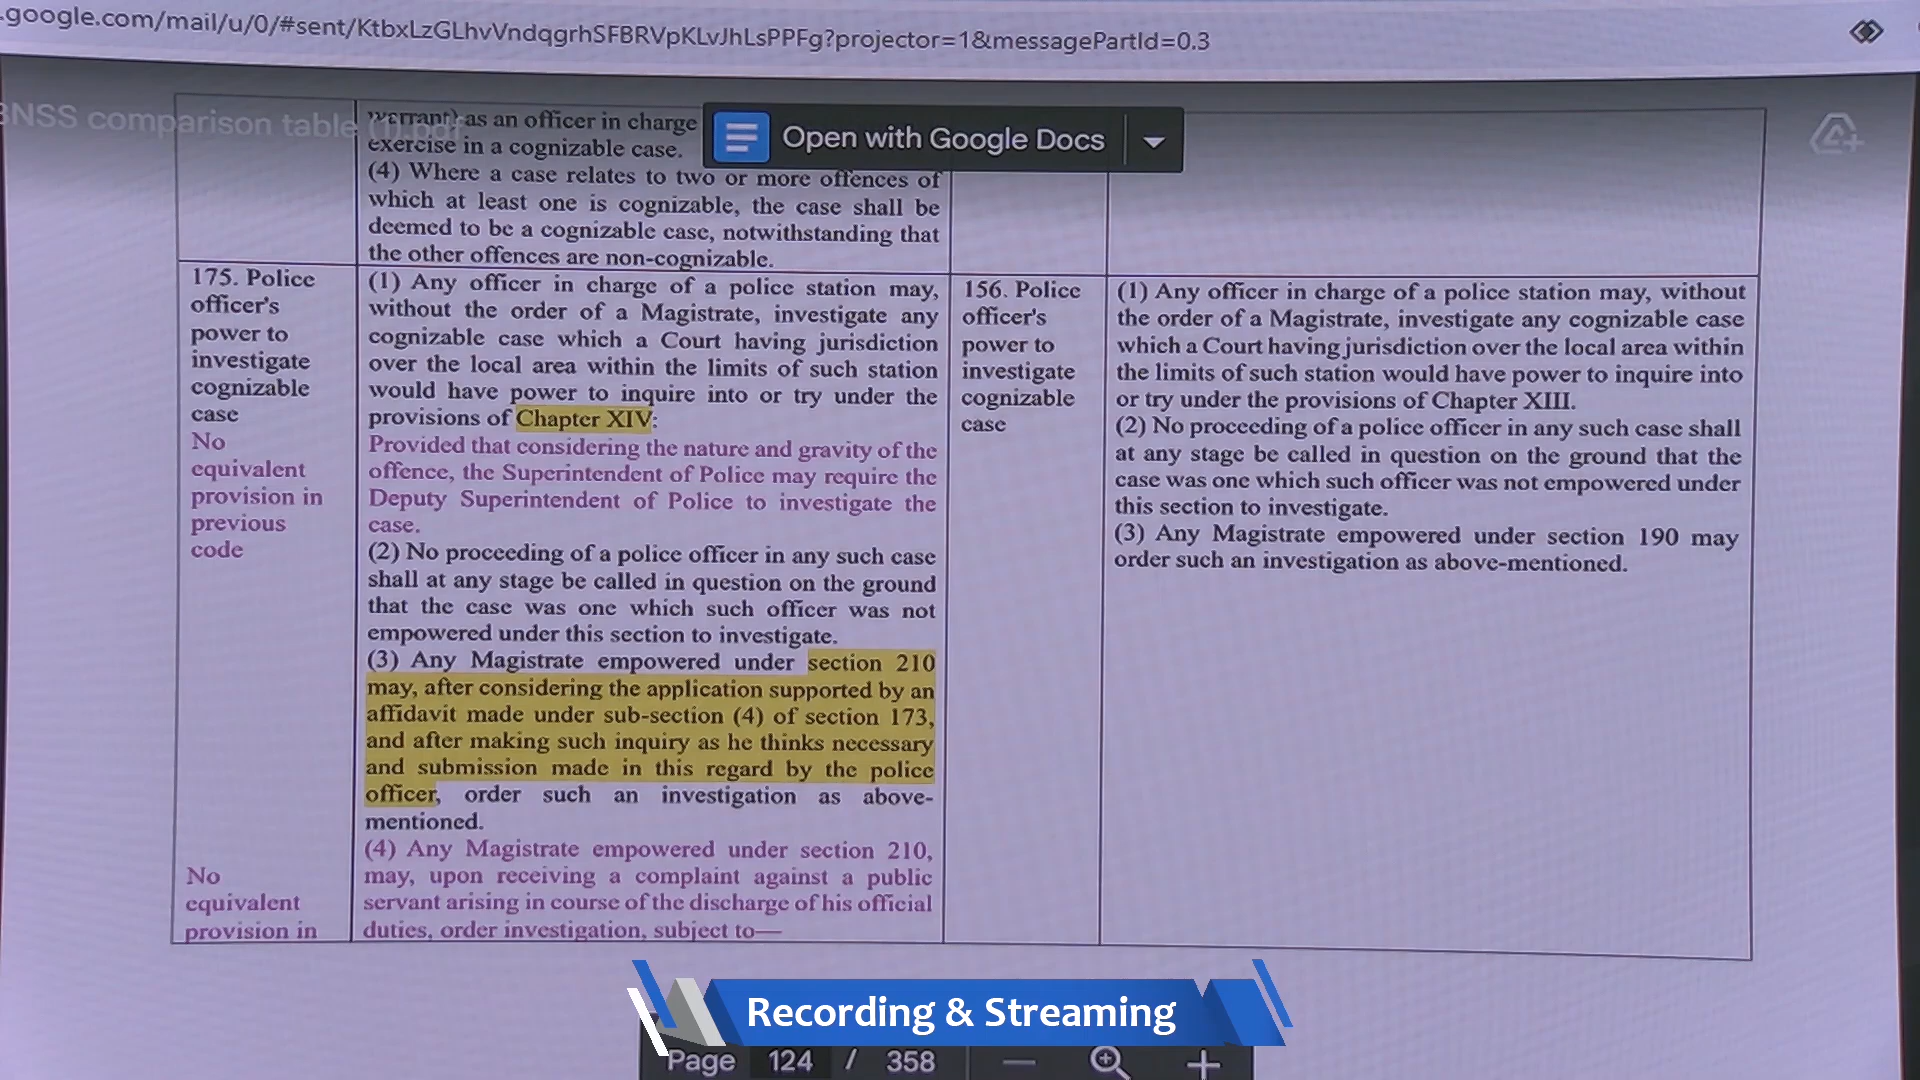 .google.com/mail/u/0/#sent/KtbxLzGLhvVndqgrhSFBRVpKLvJhLsPPFg?projector=1&messagePartId=0.3
BNSS comparison table (1).pdf
Open with Google Docs
warrant) as an officer in charge
exercise in a cognizable case.
(4) Where a case relates to two or more offences of
which at least one is cognizable, the case shall be
deemed to be a cognizable case, notwithstanding that
the other offences are non-cognizable.
175. Police
officer's
power to
investigate
cognizable
case
No
equivalent
provision in
previous
code
No
equivalent
provision in
(1) Any officer in charge of a police station may,
without the order of a Magistrate, investigate any
cognizable case which a Court having jurisdiction
over the local area within the limits of such station
would have power to inquire into or try under the
provisions of Chapter XIV:
Provided that considering the nature and gravity of the
offence, the Superintendent of Police may require the
Deputy Superintendent of Police to investigate the
case.
(2) No proceeding of a police officer in any such case
shall at any stage be called in question on the ground
that the case was one which such officer was not
empowered under this section to investigate.
(3) Any Magistrate empowered under section 210
may, after considering the application supported by an
affidavit made under sub-section (4) of section 173,
and after making such inquiry as he thinks necessary
and submission made in this regard by the police
officer, order such an investigation as above-
mentioned.
(4) Any Magistrate empowered under section 210,
may, upon receiving a complaint against a public
servant arising in course of the discharge of his official
duties, order investigation, subject to—
156. Police
officer's
power to
investigate
cognizable
case
(1) Any officer in charge of a police station may, without
the order of a Magistrate, investigate any cognizable case
which a Court having jurisdiction over the local area within
the limits of such station would have power to inquire into
or try under the provisions of Chapter XIII.
(2) No proceeding of a police officer in any such case shall
at any stage be called in question on the ground that the
case was one which such officer was not empowered under
this section to investigate.
(3) Any Magistrate empowered under section 190 may
order such an investigation as above-mentioned.
Recording & Streaming
Page 124 / 358